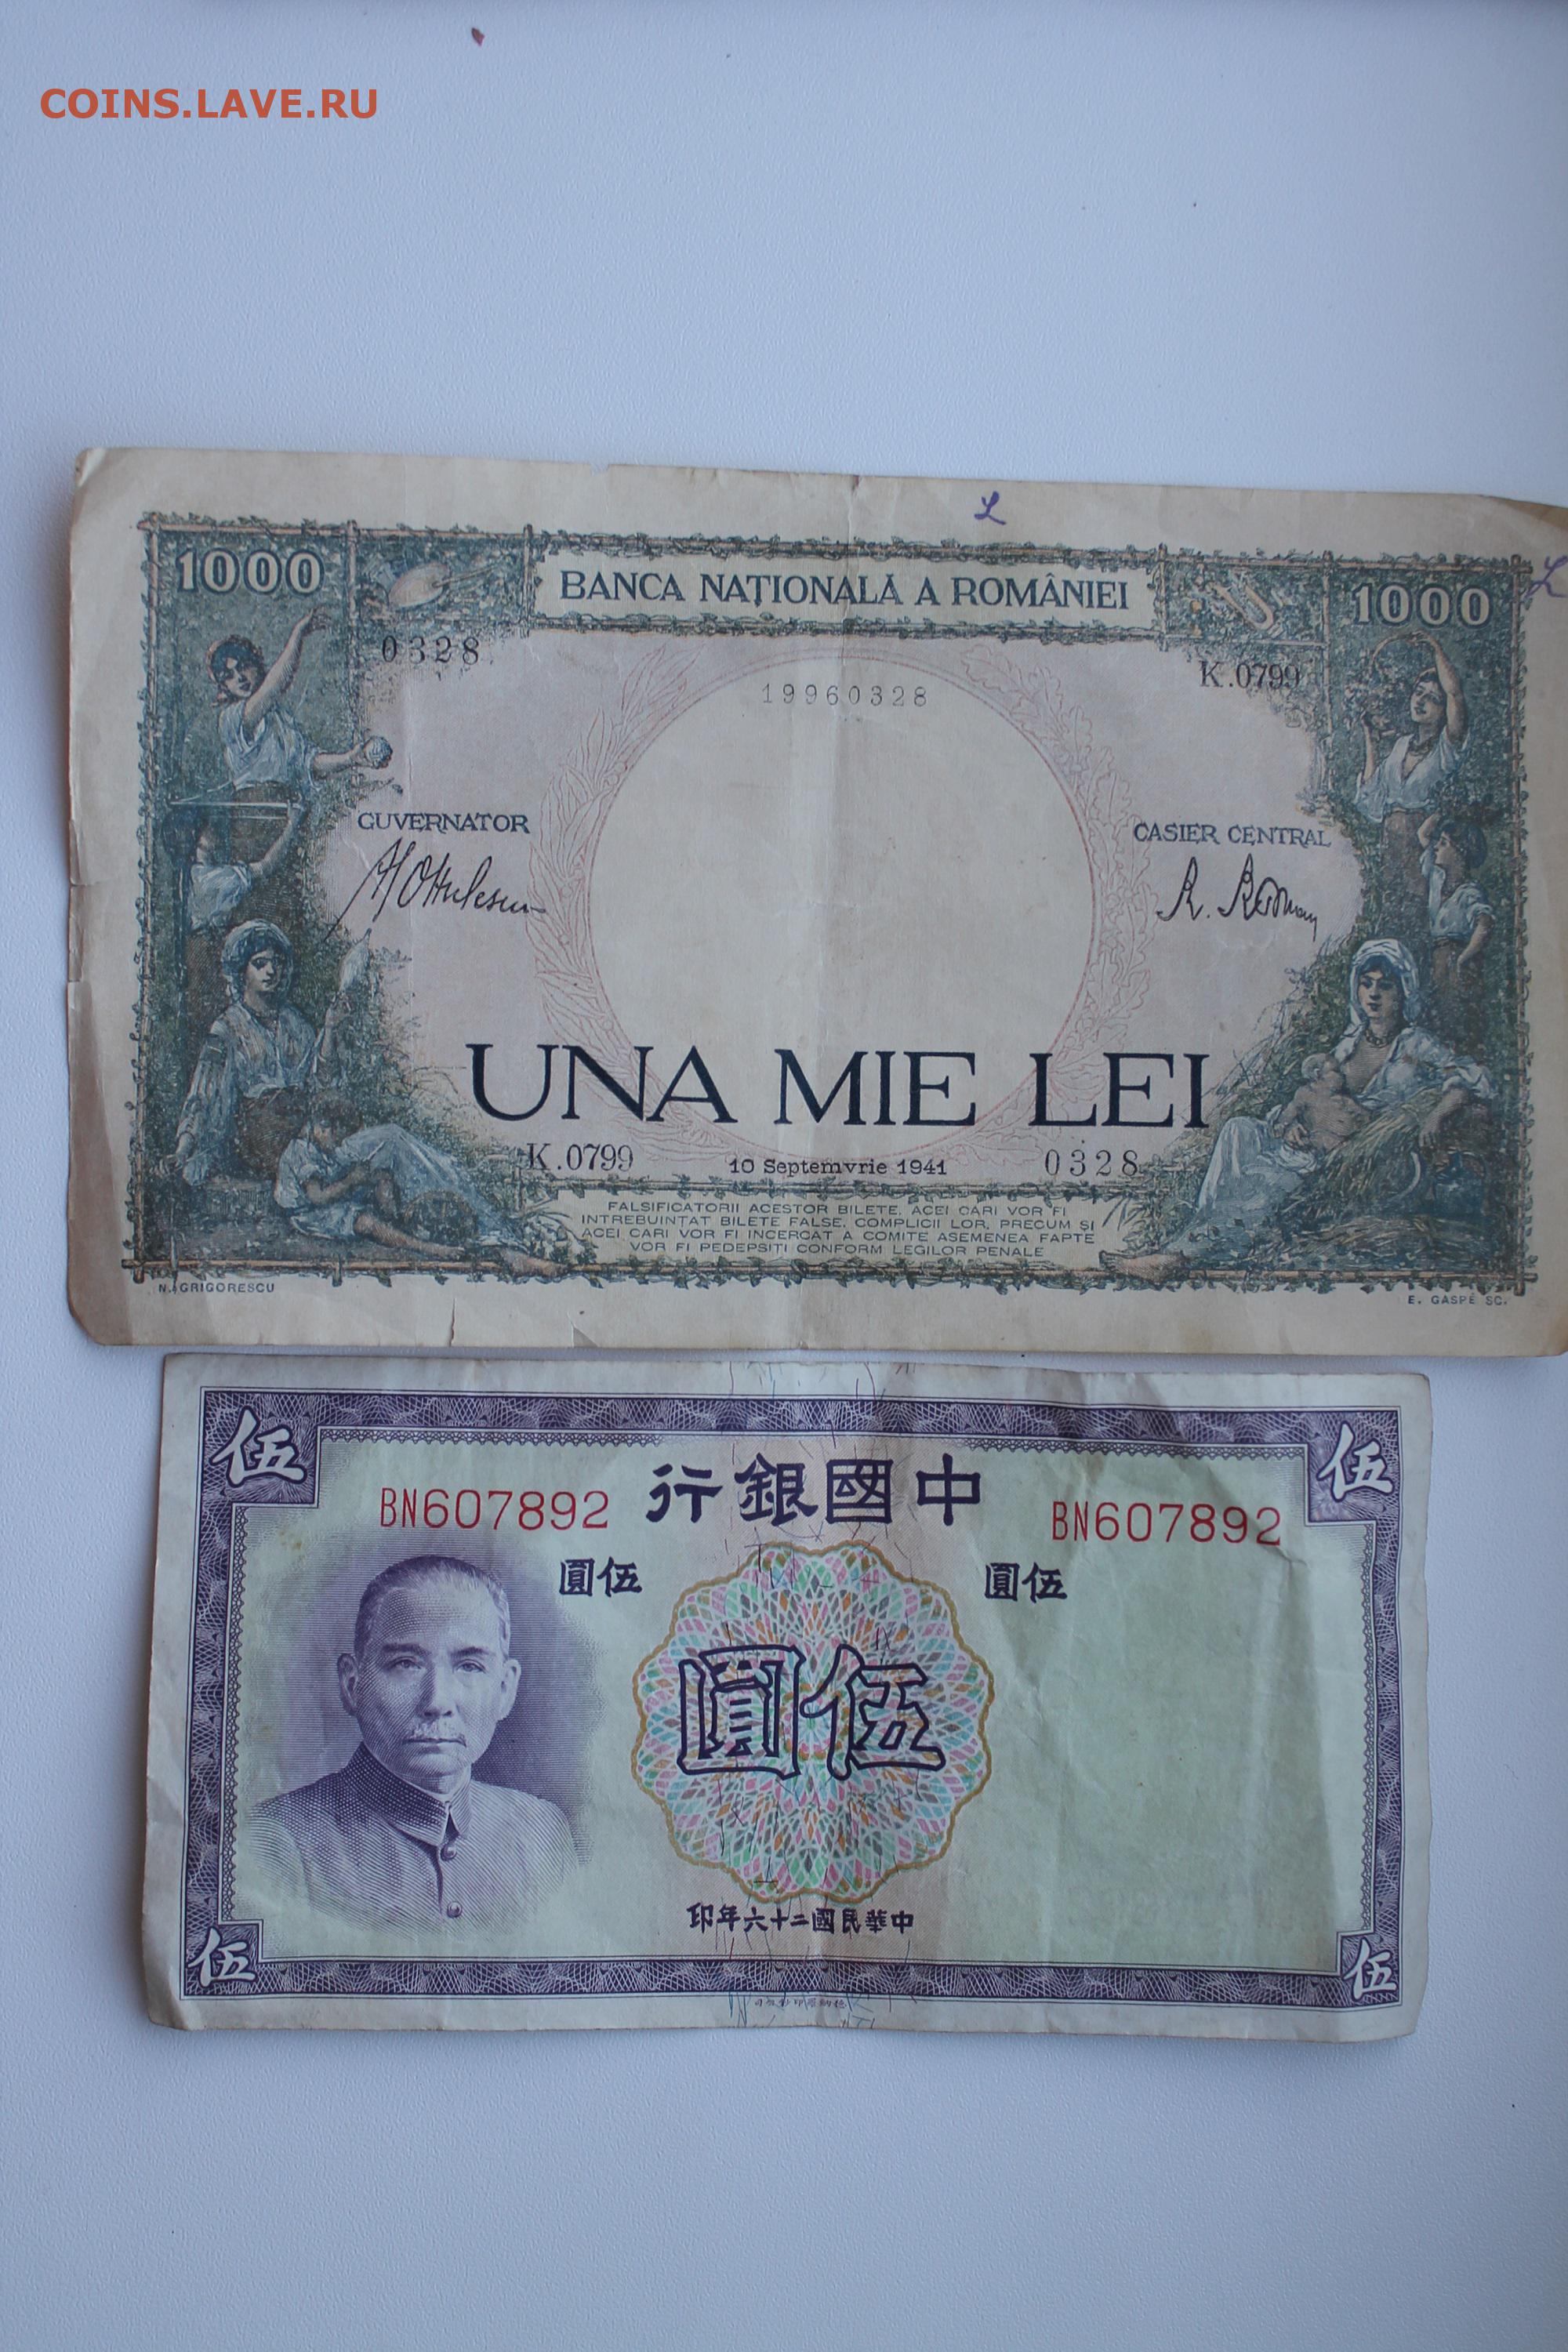 COINS.LAVE.RU
1000
BANCA NAȚIONALĂ A ROMÂNIEI
1000
0328
K.0799
19960328
GUVERNATOR
CASIER CENTRAL
UNA MIE LEI
K.0799
10 Septemvrie 1941
0328
FALSIFICATORII ACESTOR BILETE, ACEI CARI VOR FI
INTREBUINȚAT BILETE FALSE, COMPLICII LOR, PRECUM ȘI
ACEI CARI VOR FI INCERCAT A COMITE ASEMENEA FAPTE
VOR FI PEDEPSIȚI CONFORM LEGILOR PENALE
N. GRIGORESCU
E. GASPÉ SC.
伍
伍
BN607892
行銀國中
BN607892
圓伍
圓伍
圓伍
印年六十二國民華中
伍
伍